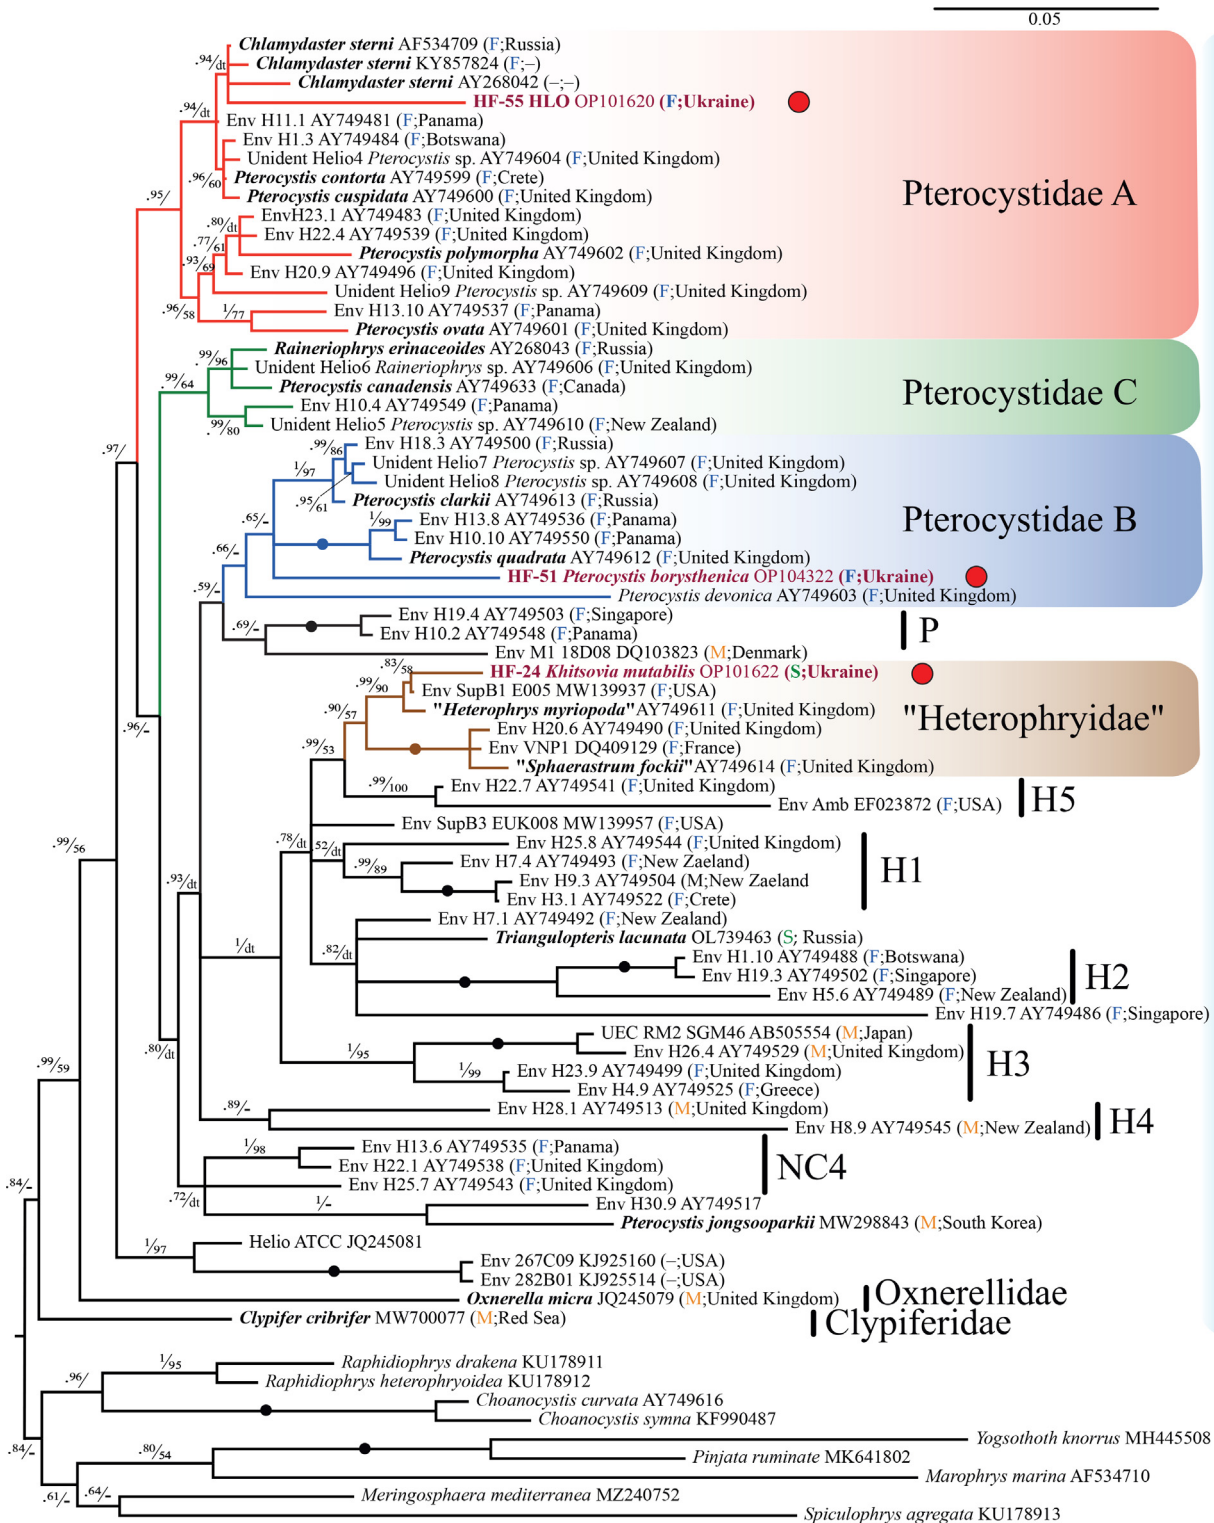 0.05
Chlamydaster sterni AF534709 (F;Russia)
.94/dt
Chlamydaster sterni KY857824 (F;–)
Chlamydaster sterni AY268042 (–;–)
HF-55 HLO OP101620 (F;Ukraine)
.94/dt
Env H11.1 AY749481 (F;Panama)
Env H1.3 AY749484 (F;Botswana)
Unident Helio4 Pterocystis sp. AY749604 (F;United Kingdom)
.96/60
Pterocystis contorta AY749599 (F;Crete)
Pterocystis cuspidata AY749600 (F;United Kingdom)
Pterocystidae A
.95/
EnvH23.1 AY749483 (F;United Kingdom)
.80/dt
Env H22.4 AY749539 (F;United Kingdom)
.77/61
Pterocystis polymorpha AY749602 (F;United Kingdom)
.93/69
Env H20.9 AY749496 (F;United Kingdom)
Unident Helio9 Pterocystis sp. AY749609 (F;United Kingdom)
.96/58
1/77
Env H13.10 AY749537 (F;Panama)
Pterocystis ovata AY749601 (F;United Kingdom)
Raineriophrys erinaceoides AY268043 (F;Russia)
.99/96
Unident Helio6 Raineriophrys sp. AY749606 (F;United Kingdom)
.99/64
Pterocystis canadensis AY749633 (F;Canada)
Pterocystidae C
Env H10.4 AY749549 (F;Panama)
.99/80
Unident Helio5 Pterocystis sp. AY749610 (F;New Zealand)
.97/
Env H18.3 AY749500 (F;Russia)
.99/86
1/97
Unident Helio7 Pterocystis sp. AY749607 (F;United Kingdom)
Unident Helio8 Pterocystis sp. AY749608 (F;United Kingdom)
.95/61
Pterocystis clarkii AY749613 (F;Russia)
.65/-
1/99
Env H13.8 AY749536 (F;Panama)
Pterocystidae B
Env H10.10 AY749550 (F;Panama)
.66/-
Pterocystis quadrata AY749612 (F;United Kingdom)
HF-51 Pterocystis borysthenica OP104322 (F;Ukraine)
.59/-
Pterocystis devonica AY749603 (F;United Kingdom)
Env H19.4 AY749503 (F;Singapore)
.69/-
Env H10.2 AY749548 (F;Panama)
P
Env M1 18D08 DQ103823 (M;Denmark)
.83/58
HF-24 Khitsovia mutabilis OP101622 (S;Ukraine)
.99/90
Env SupB1 E005 MW139937 (F;USA)
"Heterophrys myriopoda"AY749611 (F;United Kingdom)
.90/57
"Heterophryidae"
Env H20.6 AY749490 (F;United Kingdom)
.96/-
.99/53
Env VNP1 DQ409129 (F;France)
"Sphaerastrum fockii"AY749614 (F;United Kingdom)
.99/100
Env H22.7 AY749541 (F;United Kingdom)
Env Amb EF023872 (F;USA)
H5
Env SupB3 EUK008 MW139957 (F;USA)
.78/dt
.52/dt
Env H25.8 AY749544 (F;United Kingdom)
.99/56
.99/89
Env H7.4 AY749493 (F;New Zaeland)
H1
.93/dt
Env H9.3 AY749504 (M;New Zaeland
Env H3.1 AY749522 (F;Crete)
Env H7.1 AY749492 (F;New Zealand)
1/dt
.82/dt
Triangulopteris lacunata OL739463 (S; Russia)
Env H1.10 AY749488 (F;Botswana)
Env H19.3 AY749502 (F;Singapore)
H2
Env H5.6 AY749489 (F;New Zealand)
Env H19.7 AY749486 (F;Singapore)
UEC RM2 SGM46 AB505554 (M;Japan)
.80/dt
1/95
Env H26.4 AY749529 (M;United Kingdom)
H3
.99/59
1/99
Env H23.9 AY749499 (F;United Kingdom)
Env H4.9 AY749525 (F;Greece)
.89/-
Env H28.1 AY749513 (M;United Kingdom)
Env H8.9 AY749545 (M;New Zealand)
H4
1/98
Env H13.6 AY749535 (F;Panama)
Env H22.1 AY749538 (F;United Kingdom)
NC4
.84/-
Env H25.7 AY749543 (F;United Kingdom)
.72/dt
1/-
Env H30.9 AY749517
Pterocystis jongsooparkii MW298843 (M;South Korea)
1/97
Helio ATCC JQ245081
Env 267C09 KJ925160 (–;USA)
Env 282B01 KJ925514 (–;USA)
Oxnerella micra JQ245079 (M;United Kingdom)
Oxnerellidae
Clypifer cribrifer MW700077 (M;Red Sea)
Clypiferidae
1/95
Raphidiophrys drakena KU178911
.96/
Raphidiophrys heterophryoidea KU178912
Choanocystis curvata AY749616
Choanocystis symna KF990487
.84/-
.80/54
Yogsothoth knorrus MH445508
Pinjata ruminate MK641802
Marophrys marina AF534710
.61/-
.64/-
Meringosphaera mediterranea MZ240752
Spiculophrys agregata KU178913